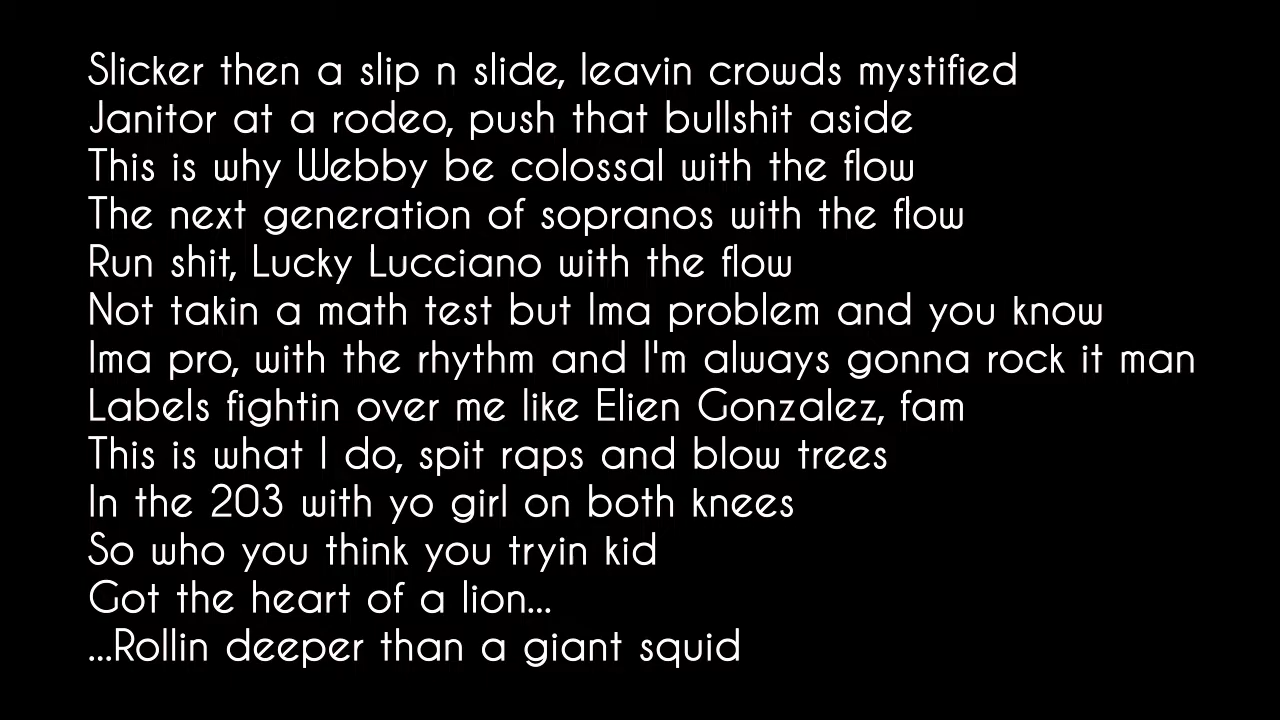 Slicker then a slip n slide, leavin crowds mystified
Janitor at a rodeo, push that bullshit aside
This is why Webby be colossal with the flow
The next generation of sopranos with the flow
Run shit, Lucky Lucciano with the flow
Not takin a math test but Ima problem and you know
Ima pro, with the rhythm and I'm always gonna rock it man
Labels fightin over me like Elien Gonzalez, fam
This is what I do, spit raps and blow trees
In the 203 with yo girl on both knees
So who you think you tryin kid
Got the heart of a lion...
...Rollin deeper than a giant squid